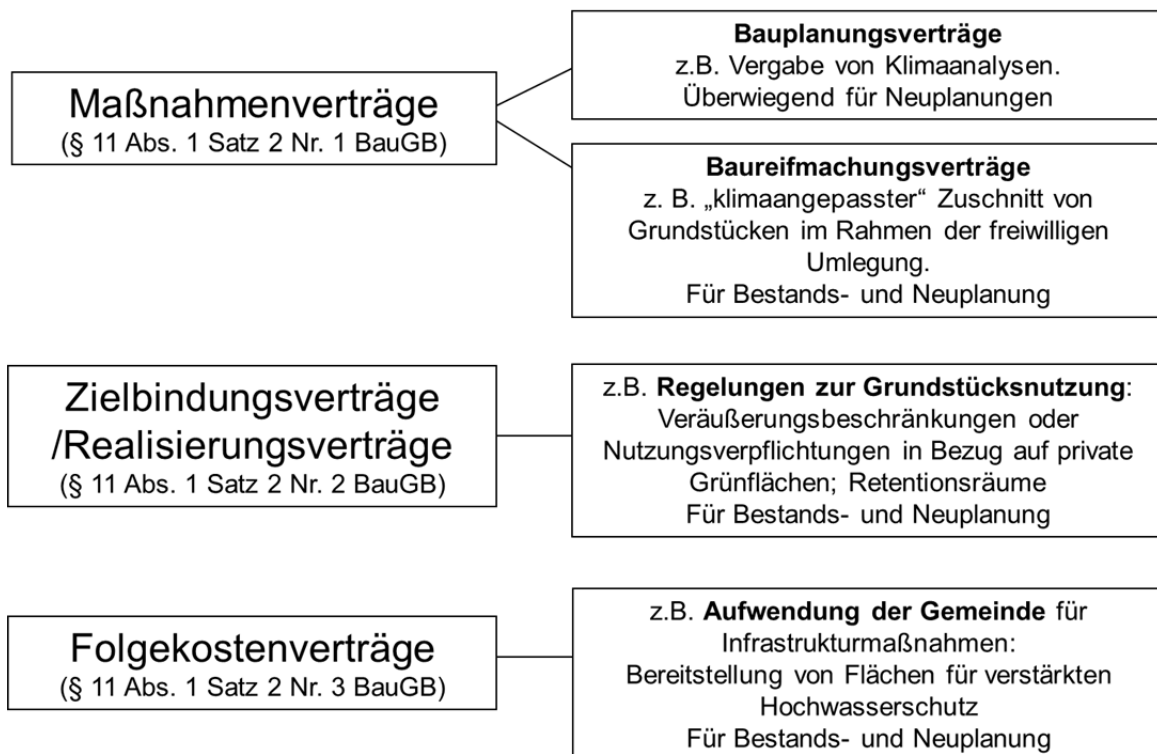 Maßnahmenverträge
(§ 11 Abs. 1 Satz 2 Nr. 1 BauGB)
Bauplanungsverträge
z.B. Vergabe von Klimaanalysen.
Überwiegend für Neuplanungen
Baureifmachungsverträge
z. B. „klimaangepasster“ Zuschnitt von
Grundstücken im Rahmen der freiwilligen
Umlegung.
Für Bestands- und Neuplanung
Zielbindungsverträge
/Realisierungsverträge
(§ 11 Abs. 1 Satz 2 Nr. 2 BauGB)
z.B. Regelungen zur Grundstücksnutzung:
Veräußerungsbeschränkungen oder
Nutzungsverpflichtungen in Bezug auf private
Grünflächen; Retentionsräume
Für Bestands- und Neuplanung
Folgekostenverträge
(§ 11 Abs. 1 Satz 2 Nr. 3 BauGB)
z.B. Aufwendung der Gemeinde für
Infrastrukturmaßnahmen:
Bereitstellung von Flächen für verstärkten
Hochwasserschutz
Für Bestands- und Neuplanung